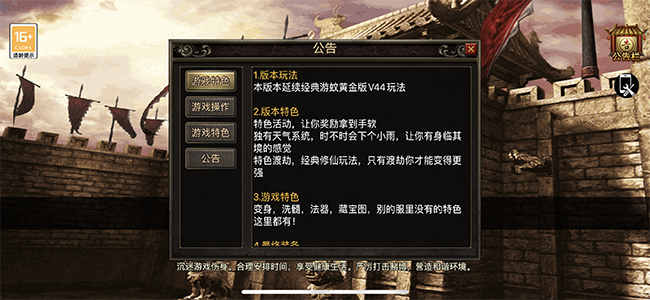 16+
CADPA
适龄提示
公告
公告栏
游戏特色
游戏操作
游戏特色
公告
1.版本玩法
本版本延续经典游蚊黄金版V44玩法
2.版本特色
特色活动，让你奖励拿到手软
独有天气系统，时不时会下个小雨，让你有身临其
境的感觉
特色渡劫，经典修仙玩法，只有渡劫你才能变得更
强
3.游戏特色
变身，洗髓，法器，藏宝图，别的服里没有的特色
这里都有！
4.最终装备
沉迷游戏伤身。合理安排时间，享受健康生活。严厉打击赌博，营造和谐环境。